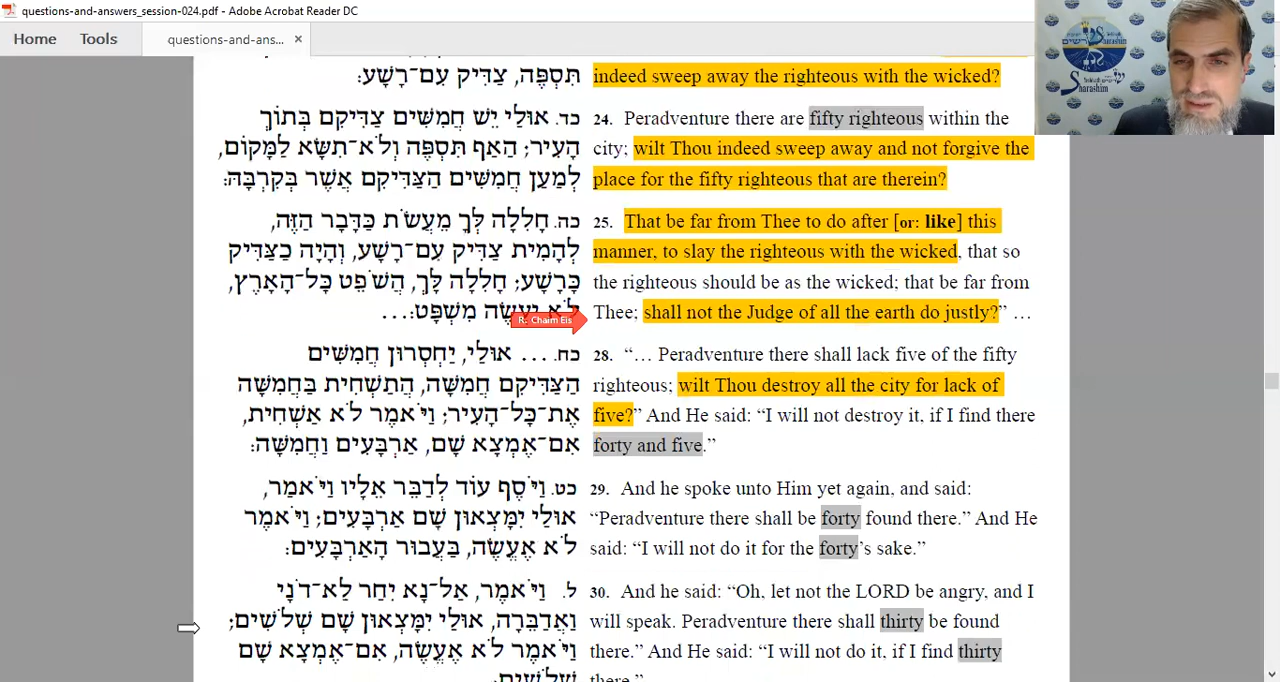 questions-and-answers_session-024.pdf - Adobe Acrobat Reader DC
Home Tools questions-and-ans... ×
Sharashim
תִּסְפֶּה, צַדִּיק עִם־רָשָׁע:
indeed sweep away the righteous with the wicked?
כד. אוּלַי יֵשׁ חֲמִשִּׁים צַדִּיקִם בְּתוֹךְ
הָעִיר; הַאַף תִּסְפֶּה וְלֹא־תִשָּׂא לַמָּקוֹם,
לְמַעַן חֲמִשִּׁים הַצַּדִּיקִם אֲשֶׁר בְּקִרְבָּהּ:
24. Peradventure there are fifty righteous within the
city; wilt Thou indeed sweep away and not forgive the
place for the fifty righteous that are therein?
כה. חָלִלָה לְּךָ מֵעֲשֹׂת כַּדָּבָר הַזֶּה,
לְהָמִית צַדִּיק עִם־רָשָׁע, וְהָיָה כַצַּדִּיק
כָּרָשָׁע; חָלִלָה לָּךְ, הֲשֹׁפֵט כָּל־הָאָרֶץ,
לֹא יַעֲשֶׂה מִשְׁפָּט: ...
25. That be far from Thee to do after [or: like] this
manner, to slay the righteous with the wicked, that so
the righteous should be as the wicked; that be far from
Thee; shall not the Judge of all the earth do justly?” …
R. Chaim Eis
כח. ... אוּלַי, יַחְסְרוּן חֲמִשִּׁים
הַצַּדִּיקִם חֲמִשָּׁה, הֲתַשְׁחִית בַּחֲמִשָּׁה
אֶת־כָּל־הָעִיר; וַיֹּאמֶר לֹא אַשְׁחִית,
אִם־אֶמְצָא שָׁם, אַרְבָּעִים וַחֲמִשָּׁה:
28. “… Peradventure there shall lack five of the fifty
righteous; wilt Thou destroy all the city for lack of
five?” And He said: “I will not destroy it, if I find there
forty and five.”
כט. וַיֹּסֶף עוֹד לְדַבֵּר אֵלָיו וַיֹּאמַר,
אוּלַי יִמָּצְאוּן שָׁם אַרְבָּעִים; וַיֹּאמֶר
לֹא אֶעֱשֶׂה, בַּעֲבוּר הָאַרְבָּעִים:
29. And he spoke unto Him yet again, and said:
“Peradventure there shall be forty found there.” And He
said: “I will not do it for the forty’s sake.”
ל. וַיֹּאמֶר, אַל־נָא יִחַר לַא־דֹנָי
וַאֲדַבֵּרָה, אוּלַי יִמָּצְאוּן שָׁם שְׁלֹשִׁים;
וַיֹּאמֶר לֹא אֶעֱשֶׂה, אִם־אֶמְצָא שָׁם
שְׁלֹשִׁים:
30. And he said: “Oh, let not the LORD be angry, and I
will speak. Peradventure there shall thirty be found
there.” And He said: “I will not do it, if I find thirty
there.”